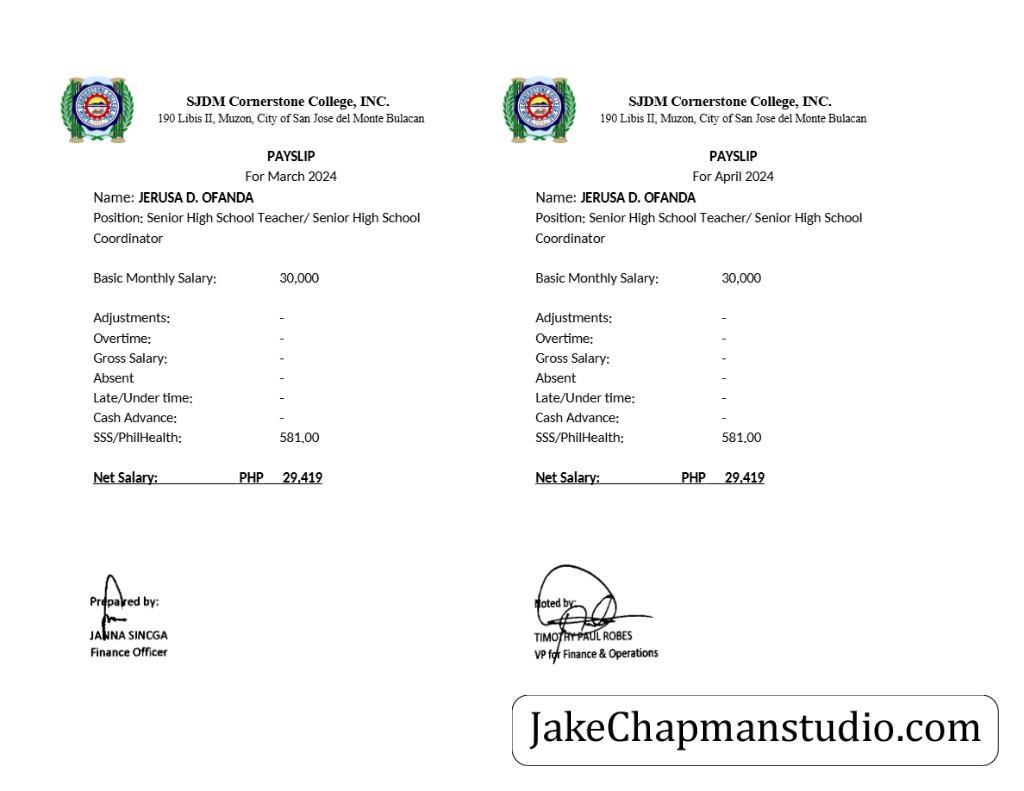 SJDM Cornerstone College, INC.
190 Libis II, Muzon, City of San Jose del Monte Bulacan
PAYSLIP
For March 2024
Name: JERUSA D. OFANDA
Position: Senior High School Teacher/ Senior High School
Coordinator
Basic Monthly Salary: 30,000
Adjustments: -
Overtime: -
Gross Salary: -
Absent -
Late/Under time: -
Cash Advance: -
SSS/PhilHealth: 581.00
Net Salary: PHP 29,419
Prepared by:
JANNA SINCGA
Finance Officer
SJDM Cornerstone College, INC.
190 Libis II, Muzon, City of San Jose del Monte Bulacan
PAYSLIP
For April 2024
Name: JERUSA D. OFANDA
Position: Senior High School Teacher/ Senior High School
Coordinator
Basic Monthly Salary: 30,000
Adjustments: -
Overtime: -
Gross Salary: -
Absent -
Late/Under time: -
Cash Advance: -
SSS/PhilHealth: 581.00
Net Salary: PHP 29,419
Noted by:
TIMOTHY PAUL ROBES
VP for Finance & Operations
JakeChapmanstudio.com